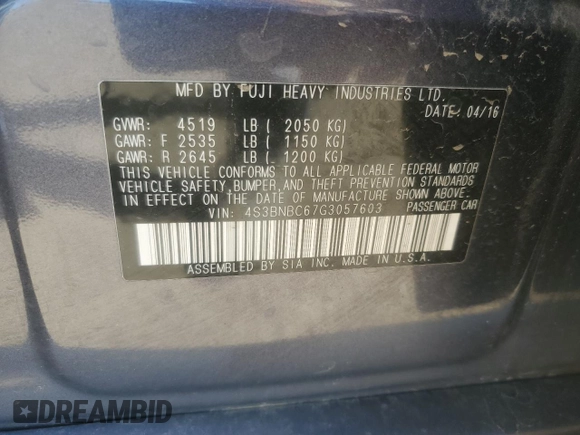 MFD BY FUJI HEAVY INDUSTRIES LTD.
DATE: 04/16
GVWR: 4519 LB ( 2050 KG)
GAWR: F 2535 LB ( 1150 KG)
GAWR: R 2645 LB ( 1200 KG)
THIS VEHICLE CONFORMS TO ALL APPLICABLE FEDERAL MOTOR
VEHICLE SAFETY, BUMPER, AND THEFT PREVENTION STANDARDS
IN EFFECT ON THE DATE OF MANUFACTURE SHOWN ABOVE.
VIN: 4S3BNBC67G3057603 PASSENGER CAR
ASSEMBLED BY SIA INC. MADE IN U.S.A.
DREAMBID